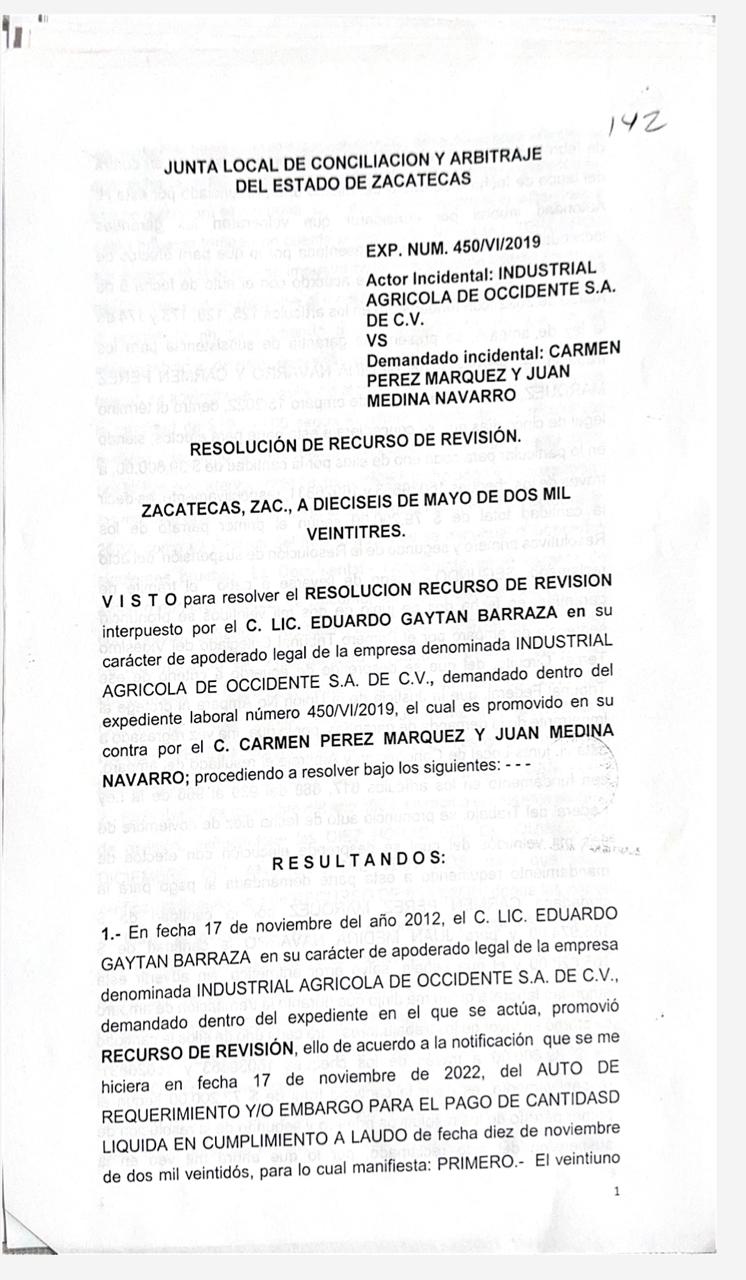 142
JUNTA LOCAL DE CONCILIACION Y ARBITRAJE
DEL ESTADO DE ZACATECAS
EXP. NUM. 450/VI/2019
Actor Incidental: INDUSTRIAL
AGRICOLA DE OCCIDENTE S.A.
DE C.V.
VS
Demandado incidental: CARMEN
PEREZ MARQUEZ Y JUAN
MEDINA NAVARRO
RESOLUCIÓN DE RECURSO DE REVISIÓN.
ZACATECAS, ZAC., A DIECISEIS DE MAYO DE DOS MIL
VEINTITRES.
V I S T O para resolver el RESOLUCION RECURSO DE REVISION
interpuesto por el C. LIC. EDUARDO GAYTAN BARRAZA en su
carácter de apoderado legal de la empresa denominada INDUSTRIAL
AGRICOLA DE OCCIDENTE S.A. DE C.V., demandado dentro del
expediente laboral número 450/VI/2019, el cual es promovido en su
contra por el C. CARMEN PEREZ MARQUEZ Y JUAN MEDINA
NAVARRO; procediendo a resolver bajo los siguientes: - - -
R E S U L T A N D O S:
1.- En fecha 17 de noviembre del año 2012, el C. LIC. EDUARDO
GAYTAN BARRAZA en su carácter de apoderado legal de la empresa
denominada INDUSTRIAL AGRICOLA DE OCCIDENTE S.A. DE C.V.,
demandado dentro del expediente en el que se actúa, promovió
RECURSO DE REVISIÓN, ello de acuerdo a la notificación que se me
hiciera en fecha 17 de noviembre de 2022, del AUTO DE
REQUERIMIENTO Y/O EMBARGO PARA EL PAGO DE CANTIDASD
LIQUIDA EN CUMPLIMIENTO A LAUDO de fecha diez de noviembre
de dos mil veintidós, para lo cual manifiesta: PRIMERO.- El veintiuno
1